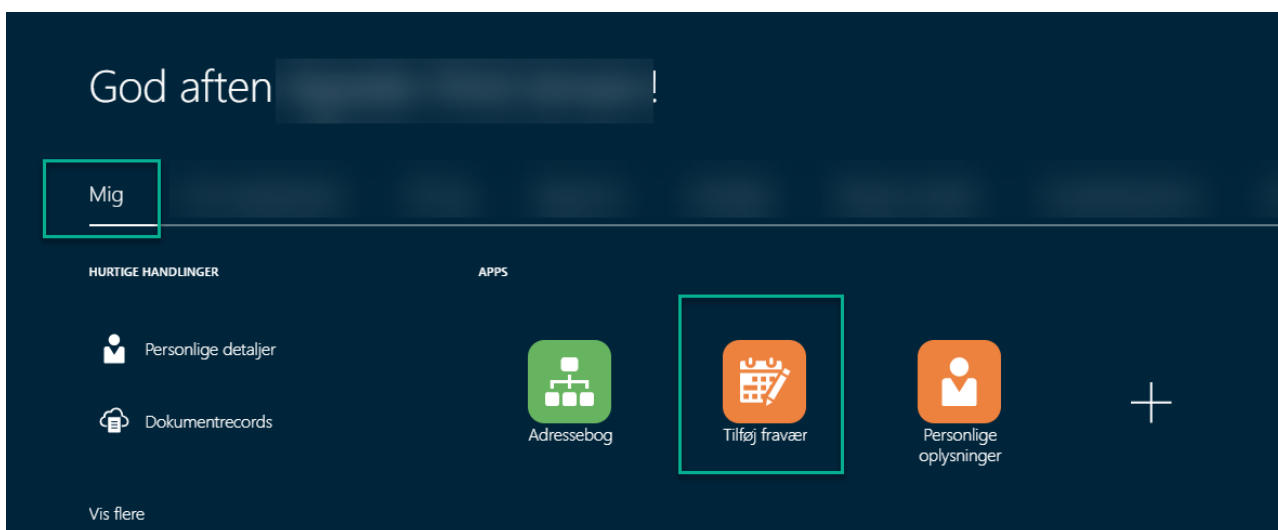 God aften !
Mig
HURTIGE HANDLINGER
APPS
Personlige detaljer
Dokumentrecords
Vis flere
Adressebog
Tilføj fravær
Personlige
oplysninger